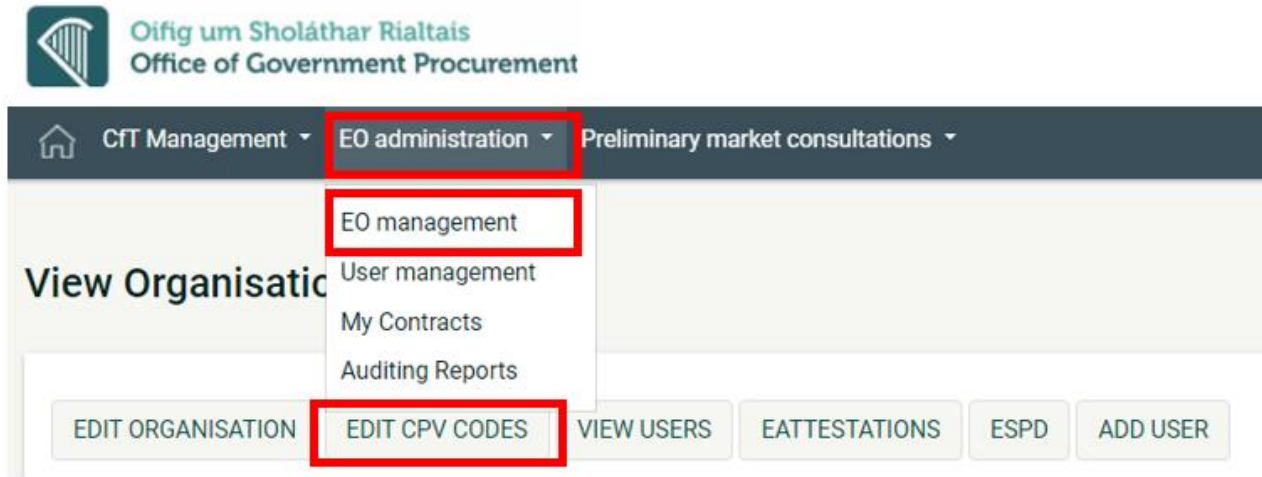 Oifig um Sholáthar Rialtais
Office of Government Procurement
CfT Management EO administration Preliminary market consultations
EO management
View Organisatio
User management
My Contracts
Auditing Reports
EDIT ORGANISATION EDIT CPV CODES VIEW USERS EATTESTATIONS ESPD ADD USER